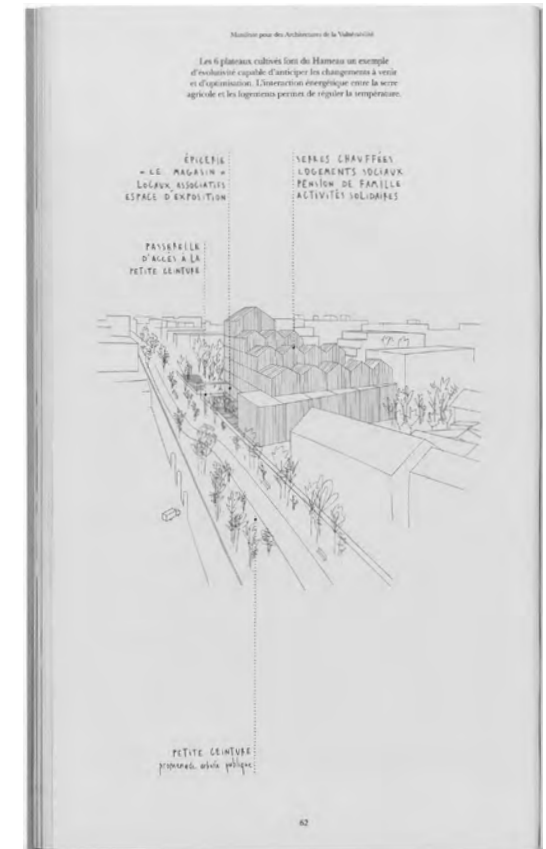 Manifeste pour des Architectures de la Vulnérabilité
Les 6 plateaux cultivés font du Hameau un exemple
d'évolutivité capable d'anticiper les changements à venir
et d'optimisation. L'interaction énergétique entre la serre
agricole et les logements permet de réguler la température.
ÉPICERIE
« LE MAGASIN »
LOCAUX ASSOCIATIFS
ESPACE D'EXPOSITION
SERRES CHAUFFÉES
LOGEMENTS SOCIAUX
PENSION DE FAMILLE
ACTIVITÉS SOLIDAIRES
PASSERELLE
D'ACCÈS À LA
PETITE CEINTURE
PETITE CEINTURE
promenade arborée publique
62